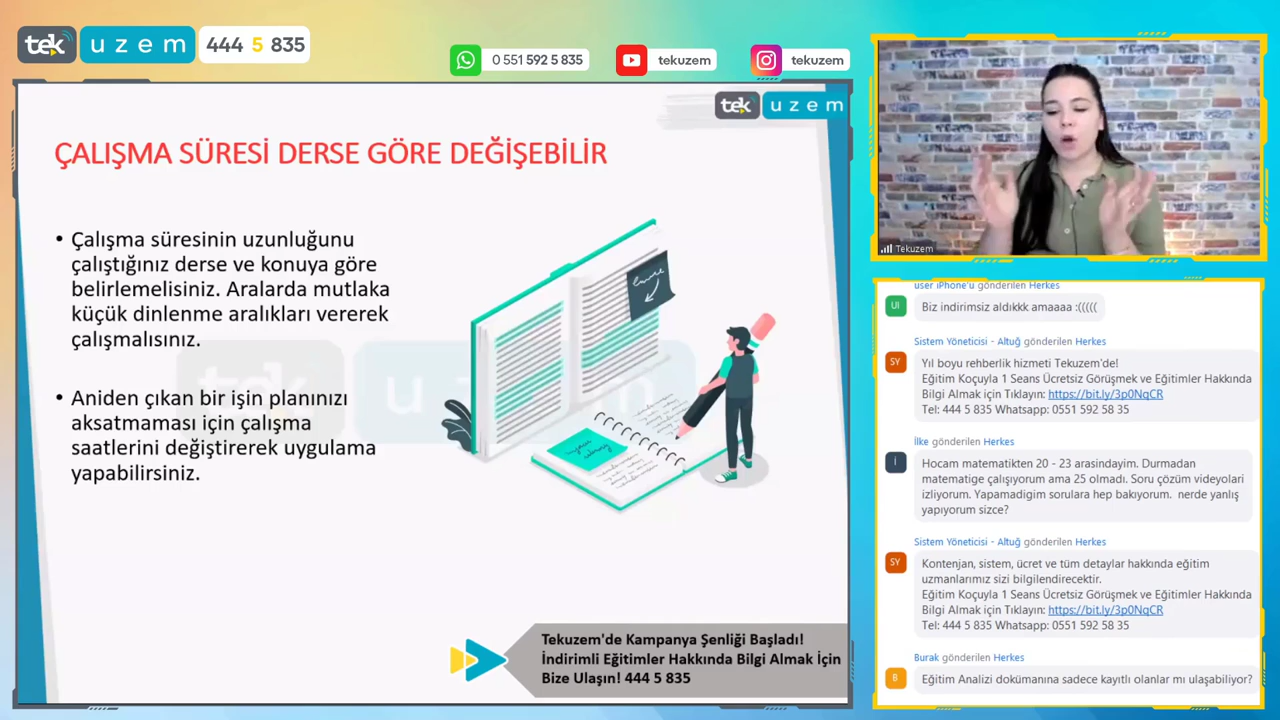 tek uzem 444 5 835
0 551 592 5 835
tekuzem
tekuzem
tek uzem
ÇALIŞMA SÜRESİ DERSE GÖRE DEĞİŞEBİLİR
• Çalışma süresinin uzunluğunu
çalıştığınız derse ve konuya göre
belirlemelisiniz. Aralarda mutlaka
küçük dinlenme aralıkları vererek
çalışmalısınız.
• Aniden çıkan bir işin planınızı
aksatmaması için çalışma
saatlerini değiştirerek uygulama
yapabilirsiniz.
tek uzem
Tekuzem'de Kampanya Şenliği Başladı!
İndirimli Eğitimler Hakkında Bilgi Almak İçin
Bize Ulaşın! 444 5 835
Tekuzem
user iPhone'u gönderilen Herkes
UI
Biz indirimsiz aldıkkk amaaaa :(((((
Sistem Yöneticisi - Altuğ gönderilen Herkes
SY
Yıl boyu rehberlik hizmeti Tekuzem'de!
Eğitim Koçuyla 1 Seans Ücretsiz Görüşmek ve Eğitimler Hakkında
Bilgi Almak için Tıklayın: https://bit.ly/3p0NqCR
Tel: 444 5 835 Whatsapp: 0551 592 58 35
İlke gönderilen Herkes
İ
Hocam matematikten 20 - 23 arasindayim. Durmadan
matematige çalışıyorum ama 25 olmadı. Soru çözüm videyolari
izliyorum. Yapamadigim sorulara hep bakıyorum. nerde yanlış
yapıyorum sizce?
Sistem Yöneticisi - Altuğ gönderilen Herkes
SY
Kontenjan, sistem, ücret ve tüm detaylar hakkında eğitim
uzmanlarımız sizi bilgilendirecektir.
Eğitim Koçuyla 1 Seans Ücretsiz Görüşmek ve Eğitimler Hakkında
Bilgi Almak için Tıklayın: https://bit.ly/3p0NqCR
Tel: 444 5 835 Whatsapp: 0551 592 58 35
Burak gönderilen Herkes
B
Eğitim Analizi dokümanına sadece kayıtlı olanlar mı ulaşabiliyor?